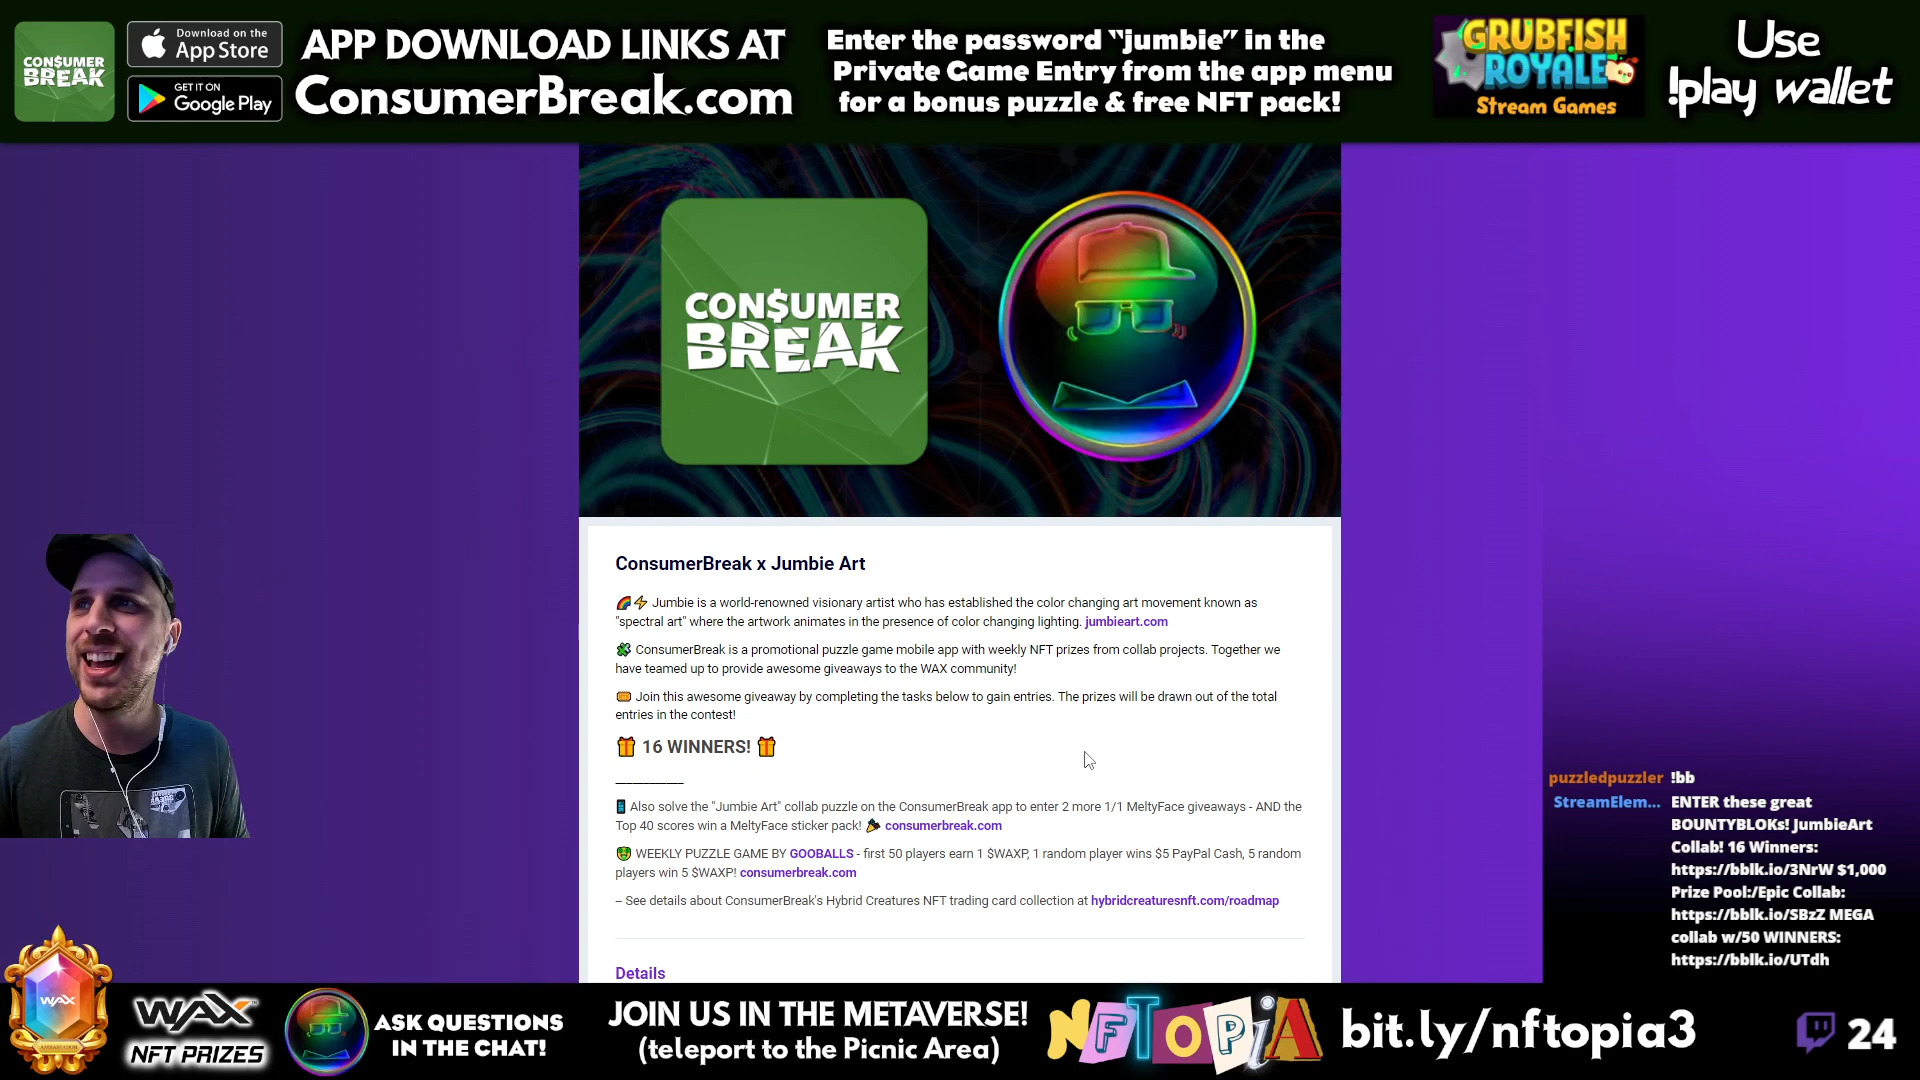 CON$UMER
BREAK
Download on the
App Store
GET IT ON
Google Play
APP DOWNLOAD LINKS AT
ConsumerBreak.com
Enter the password “jumbie” in the
Private Game Entry from the app menu
for a bonus puzzle & free NFT pack!
GRUBFISH
ROYALE
Stream Games
Use
!play wallet
CON$UMER
BREAK
ConsumerBreak x Jumbie Art
Jumbie is a world-renowned visionary artist who has established the color changing art movement known as
"spectral art" where the artwork animates in the presence of color changing lighting. jumbieart.com
ConsumerBreak is a promotional puzzle game mobile app with weekly NFT prizes from collab projects. Together we
have teamed up to provide awesome giveaways to the WAX community!
Join this awesome giveaway by completing the tasks below to gain entries. The prizes will be drawn out of the total
entries in the contest!
16 WINNERS!
____________
Also solve the "Jumbie Art" collab puzzle on the ConsumerBreak app to enter 2 more 1/1 MeltyFace giveaways - AND the
Top 40 scores win a MeltyFace sticker pack! consumerbreak.com
WEEKLY PUZZLE GAME BY GOOBALLS - first 50 players earn 1 $WAXP, 1 random player wins $5 PayPal Cash, 5 random
players win 5 $WAXP! consumerbreak.com
– See details about ConsumerBreak's Hybrid Creatures NFT trading card collection at hybridcreaturesnft.com/roadmap
Details
puzzledpuzzler !bb
StreamElem... ENTER these great
BOUNTYBLOKs! JumbieArt
Collab! 16 Winners:
https://bblk.io/3NrW $1,000
Prize Pool:/Epic Collab:
https://bblk.io/SBzZ MEGA
collab w/50 WINNERS:
https://bblk.io/UTdh
WAX
AMBASSADOR
WAX™
NFT PRIZES
ASK QUESTIONS
IN THE CHAT!
JOIN US IN THE METAVERSE!
(teleport to the Picnic Area)
NFTOPiA
bit.ly/nftopia3
24